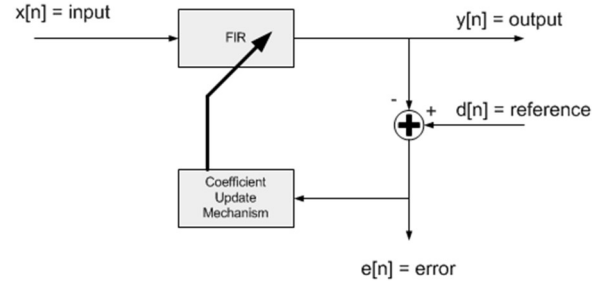 x[n] = input
FIR
y[n] = output
-
+
d[n] = reference
Coefficient
Update
Mechanism
e[n] = error